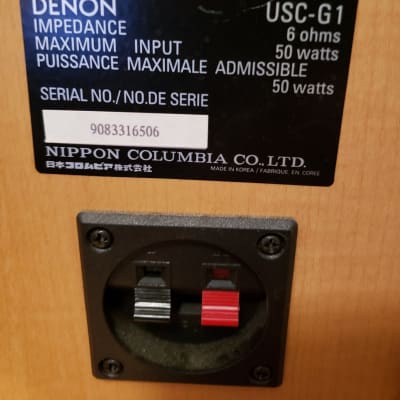 DENON USC-G1
IMPEDANCE 6 ohms
MAXIMUM INPUT 50 watts
PUISSANCE MAXIMALE ADMISSIBLE
50 watts
SERIAL NO./NO.DE SERIE
9083316506
NIPPON COLUMBIA CO., LTD.
日本コロムビア株式会社 MADE IN KOREA / FABRIQUE EN COREE